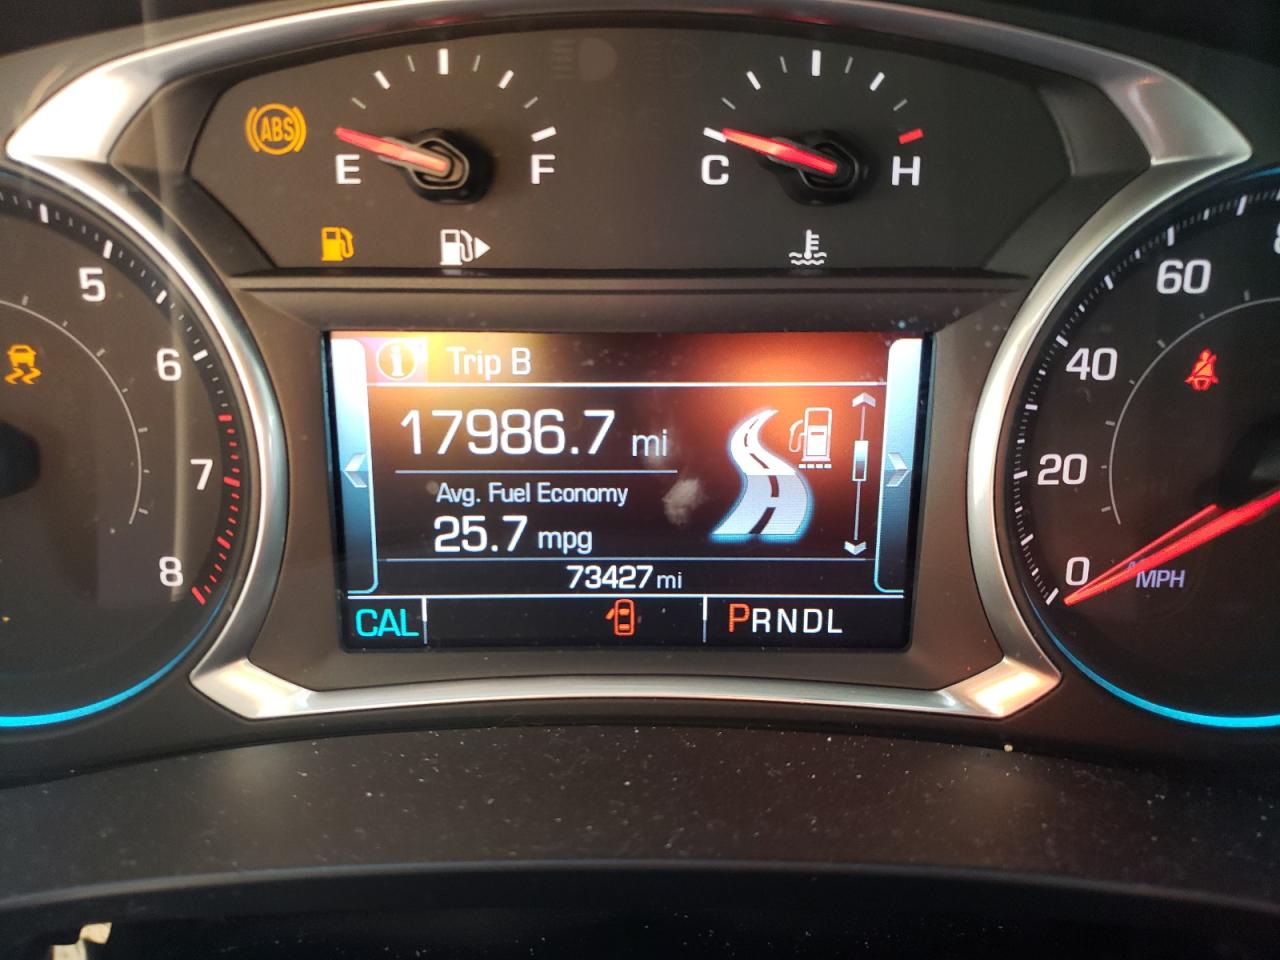 ABS
E F
C H
5
6
7
8
Trip B
17986.7 mi
Avg. Fuel Economy
25.7 mpg
73427 mi
CAL
PRNDL
60
40
20
0
MPH